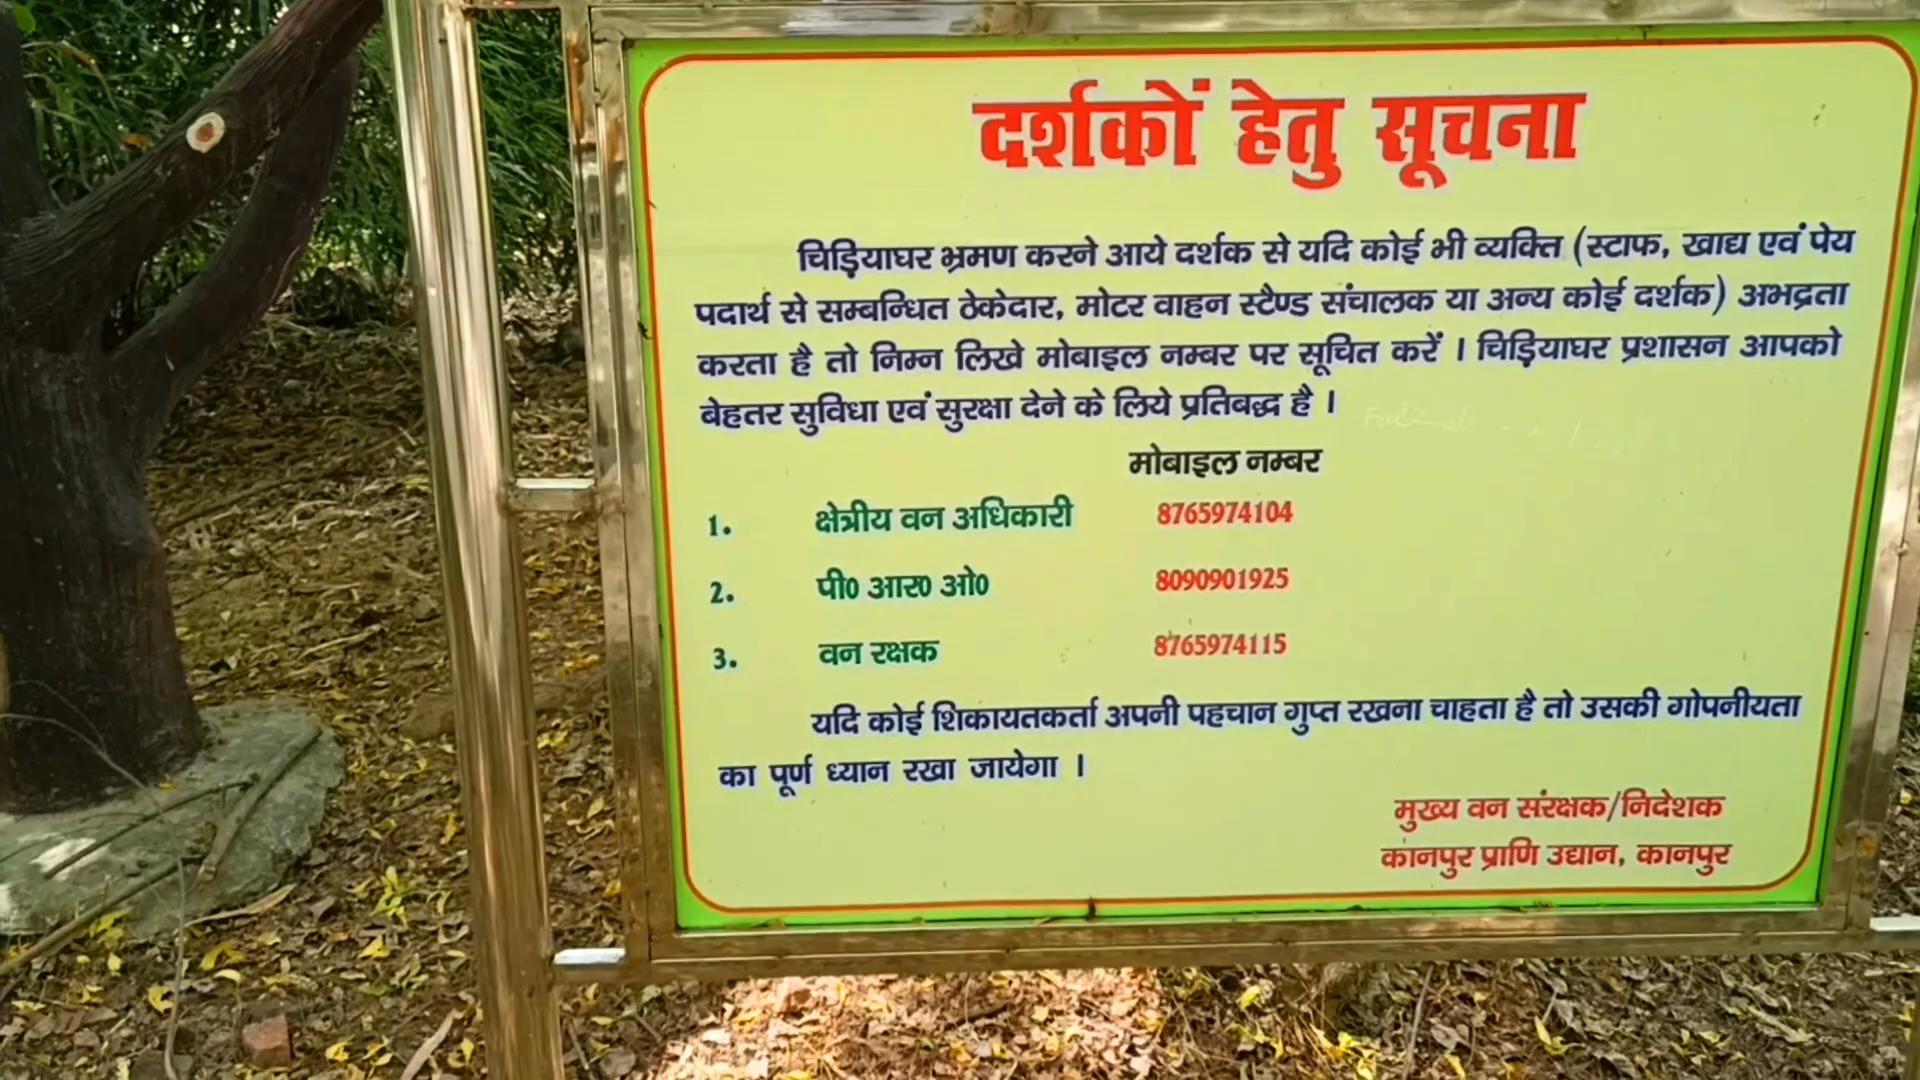 दर्शकों हेतु सूचना
चिड़ियाघर भ्रमण करने आये दर्शक से यदि कोई भी व्यक्ति (स्टाफ, खाद्य एवं पेय
पदार्थ से सम्बन्धित ठेकेदार, मोटर वाहन स्टैण्ड संचालक या अन्य कोई दर्शक) अभद्रता
करता है तो निम्न लिखे मोबाइल नम्बर पर सूचित करें । चिड़ियाघर प्रशासन आपको
बेहतर सुविधा एवं सुरक्षा देने के लिये प्रतिबद्ध है ।
मोबाइल नम्बर
1. क्षेत्रीय वन अधिकारी 8765974104
2. पी0 आर0 ओ0 8090901925
3. वन रक्षक 8765974115
यदि कोई शिकायतकर्ता अपनी पहचान गुप्त रखना चाहता है तो उसकी गोपनीयता
का पूर्ण ध्यान रखा जायेगा ।
मुख्य वन संरक्षक/निदेशक
कानपुर प्राणि उद्यान, कानपुर